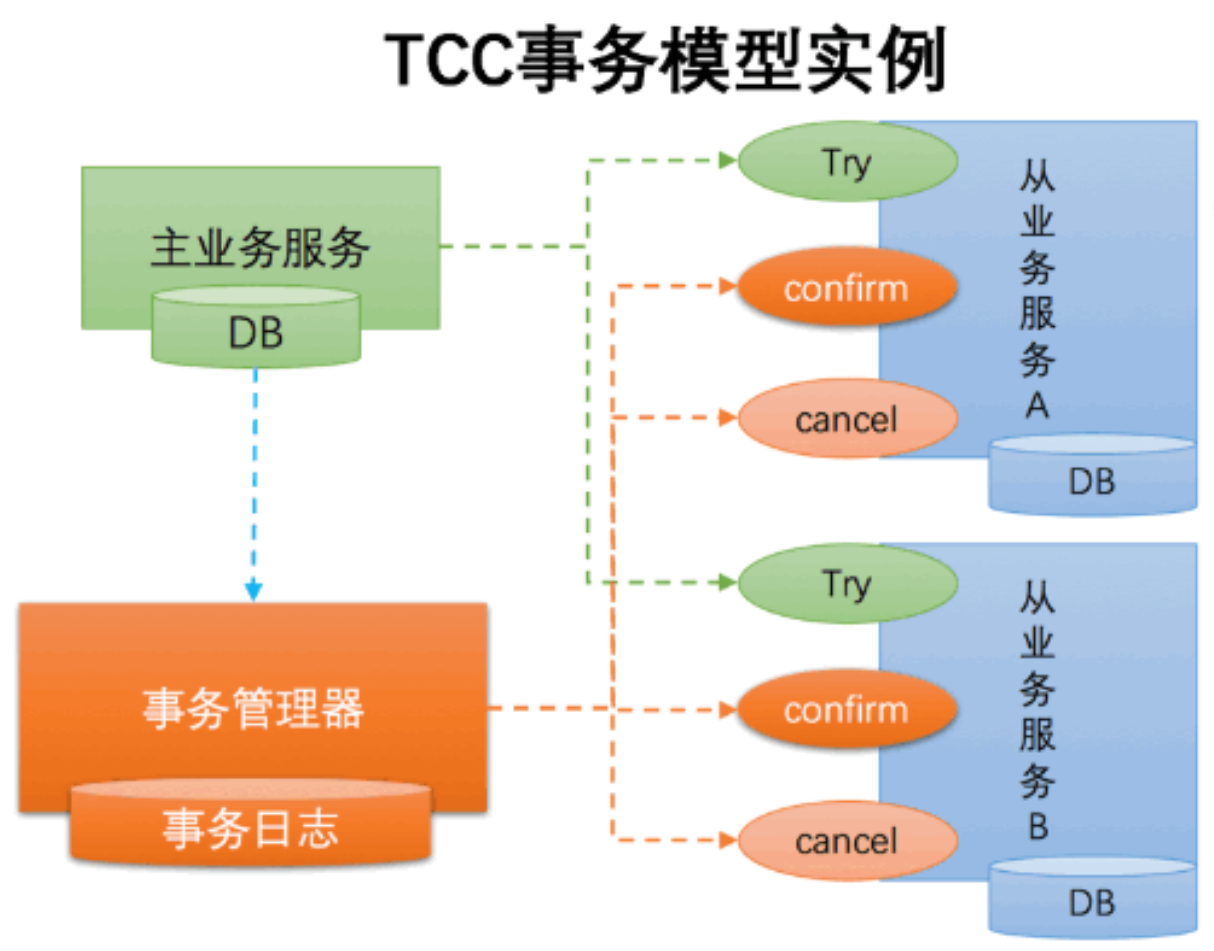 TCC事务模型实例
主业务服务
DB
事务管理器
事务日志
Try
confirm
cancel
从业务服务A
DB
Try
confirm
cancel
从业务服务B
DB